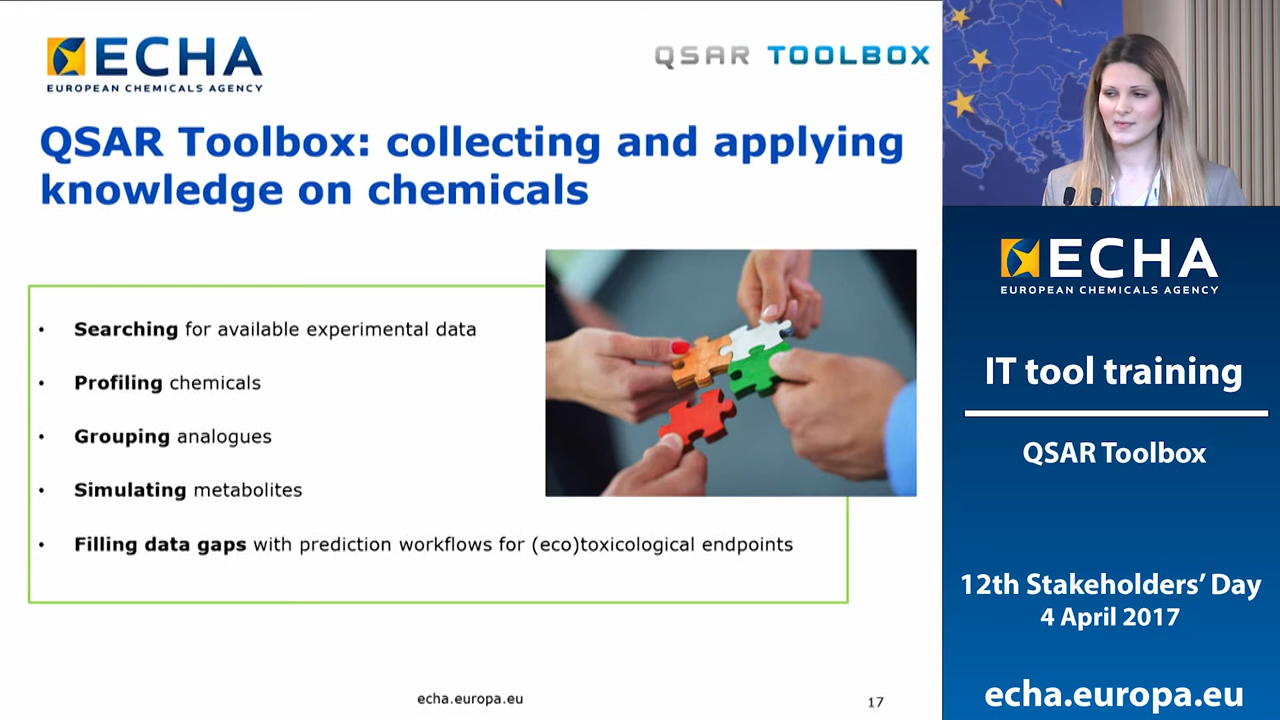 ECHA
EUROPEAN CHEMICALS AGENCY
QSAR TOOLBOX
QSAR Toolbox: collecting and applying
knowledge on chemicals
• Searching for available experimental data
• Profiling chemicals
• Grouping analogues
• Simulating metabolites
• Filling data gaps with prediction workflows for (eco)toxicological endpoints
echa.europa.eu
17
ECHA
EUROPEAN CHEMICALS AGENCY
IT tool training
QSAR Toolbox
12th Stakeholders’ Day
4 April 2017
echa.europa.eu